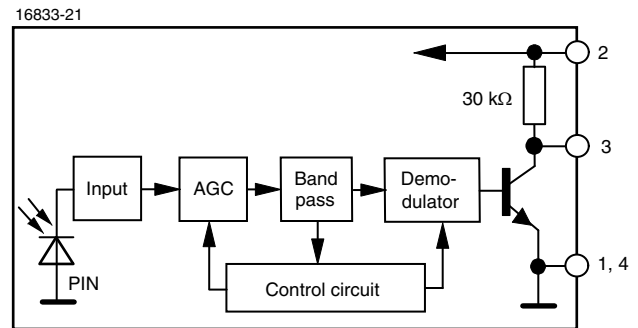 16833-21
2
30 kΩ
3
Input
AGC
Band
pass
Demo-
dulator
PIN
Control circuit
1, 4